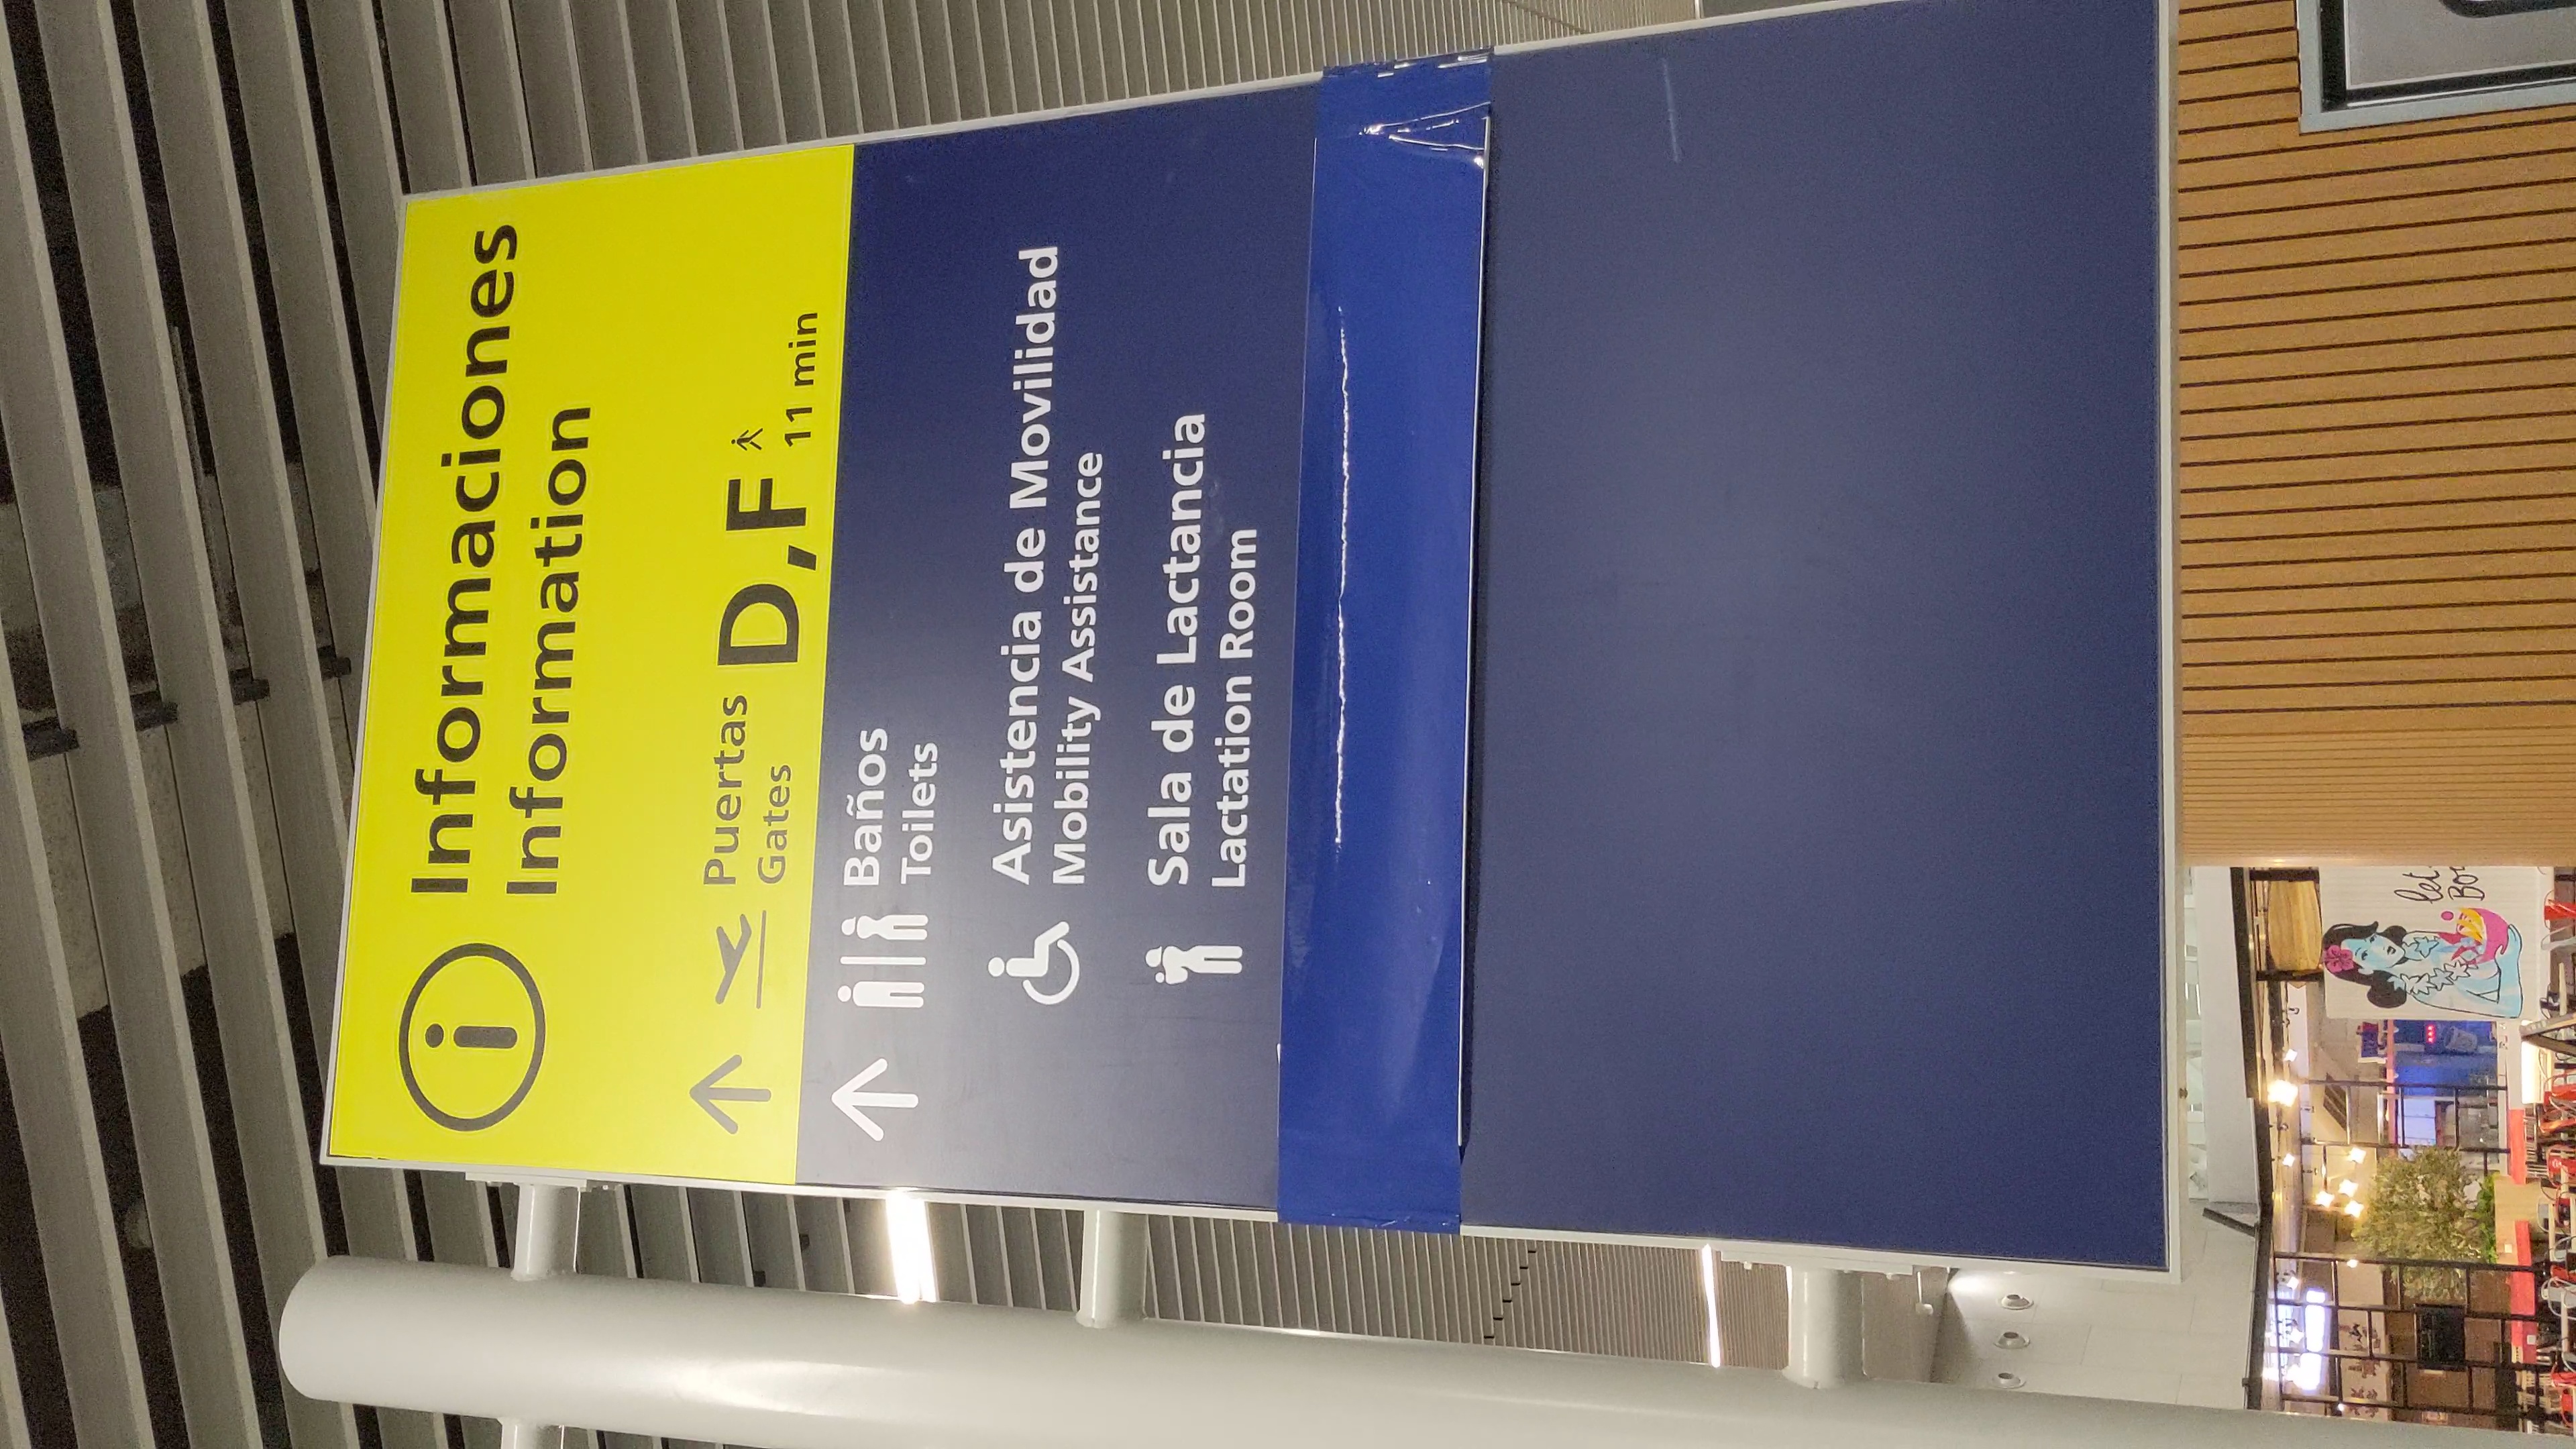 Informaciones
Information
Puertas
Gates
D,F
11 min
Baños
Toilets
Asistencia de Movilidad
Mobility Assistance
Sala de Lactancia
Lactation Room